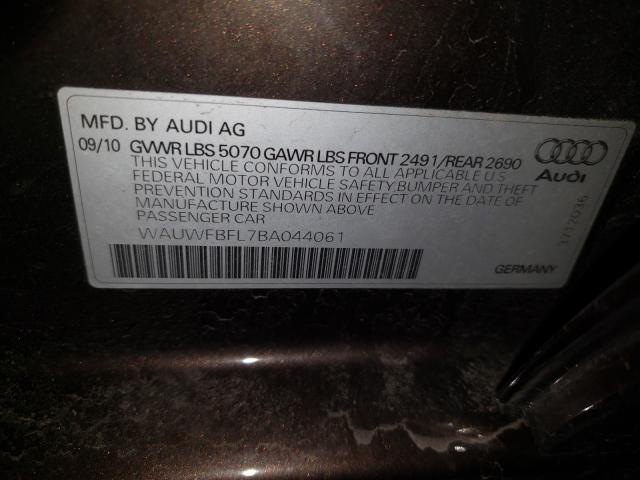 MFD. BY AUDI AG
09/10 GVWR LBS 5070 GAWR LBS FRONT 2491/REAR 2690
THIS VEHICLE CONFORMS TO ALL APPLICABLE U.S
FEDERAL MOTOR VEHICLE SAFETY, BUMPER AND THEFT
PREVENTION STANDARDS IN EFFECT ON THE DATE OF
MANUFACTURE SHOWN ABOVE
PASSENGER CAR
WAUWFBFL7BA044061
Audi
3712036
GERMANY